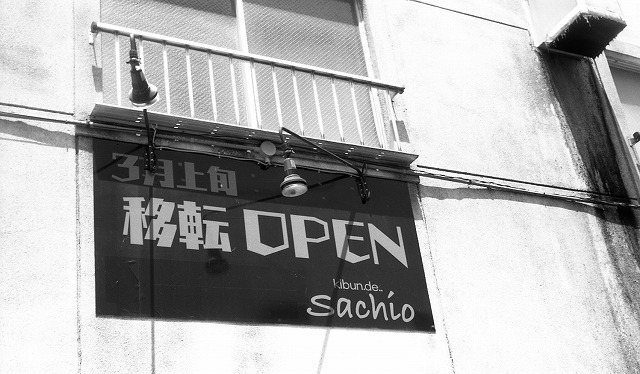 3月上旬
移転 OPEN
kibun.de..
sachio